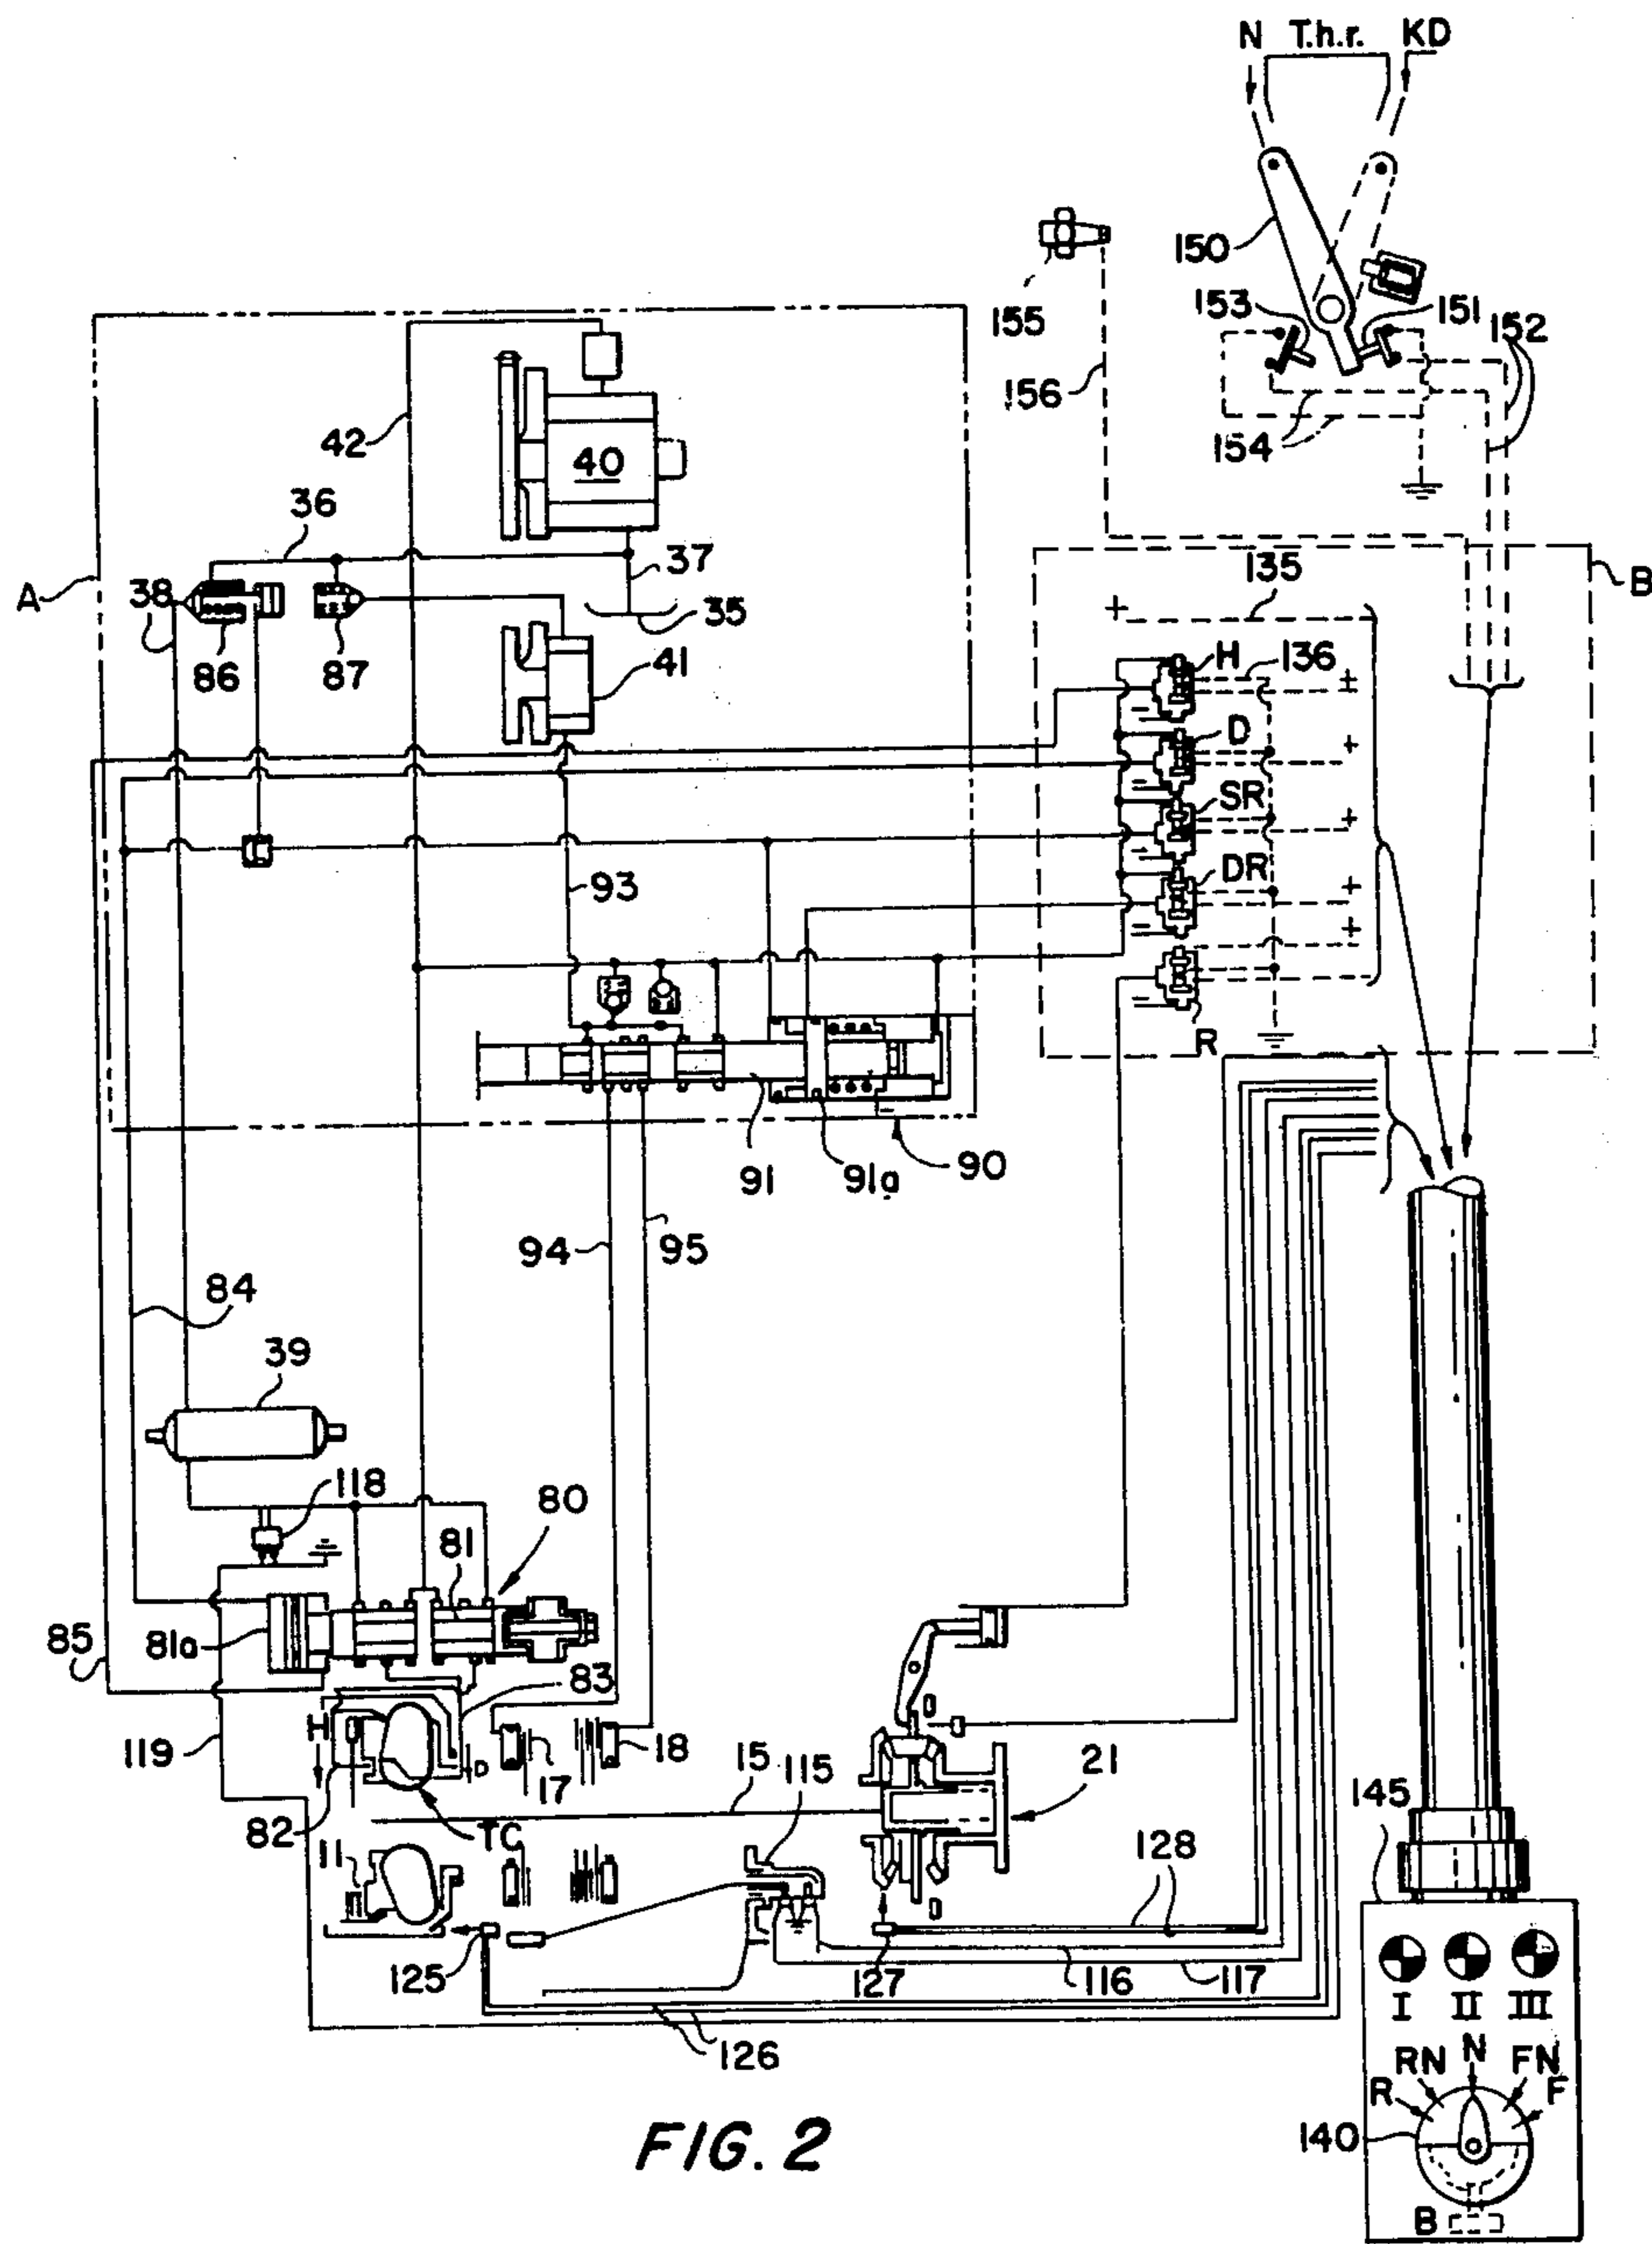 N T.h.r. KD
150
155
153 151 152
156
154
42
40
36
37
135
B
A 38
35
H 136
86 87
41
D
SR
93
DR
R
91 91a 90
94 95
84
39
118
80
81
85 81a
83
H
D
119
17 18
15 115
21
145
82
TC
11
128
125
127 116 117
I II III
126
RN N FN
R F
140
B
FIG. 2